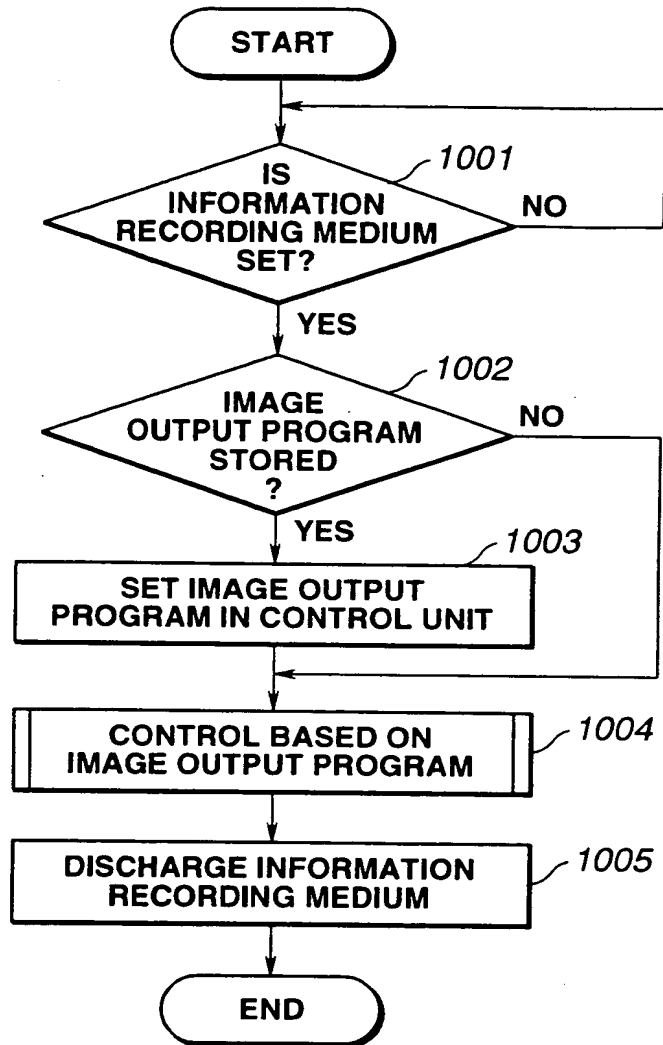 START
1001
IS
INFORMATION
RECORDING MEDIUM
SET?
NO
YES
1002
IMAGE
OUTPUT PROGRAM
STORED
?
NO
YES
1003
SET IMAGE OUTPUT
PROGRAM IN CONTROL UNIT
CONTROL BASED ON
IMAGE OUTPUT PROGRAM
1004
DISCHARGE INFORMATION
RECORDING MEDIUM
1005
END